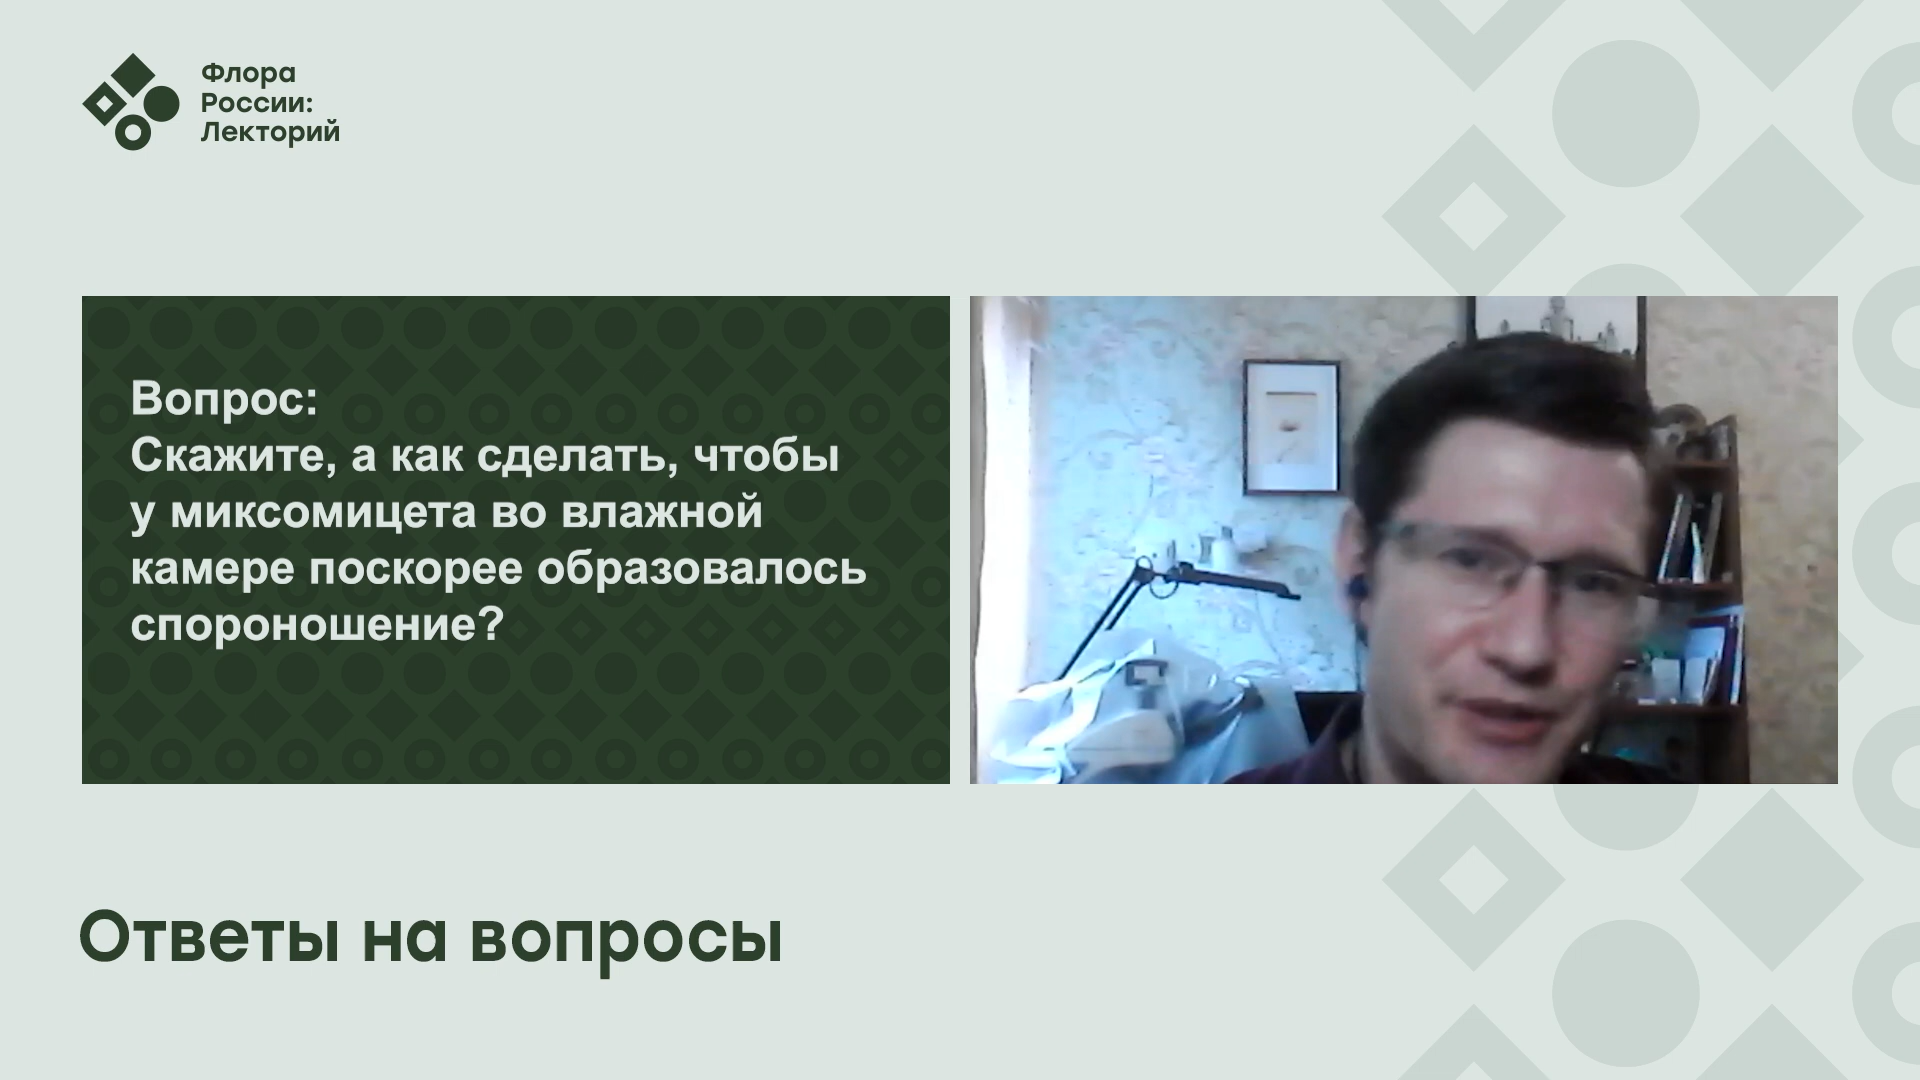 Флора
России:
Лекторий
Вопрос:
Скажите, а как сделать, чтобы
у миксомицета во влажной
камере поскорее образовалось
спороношение?
Ответы на вопросы